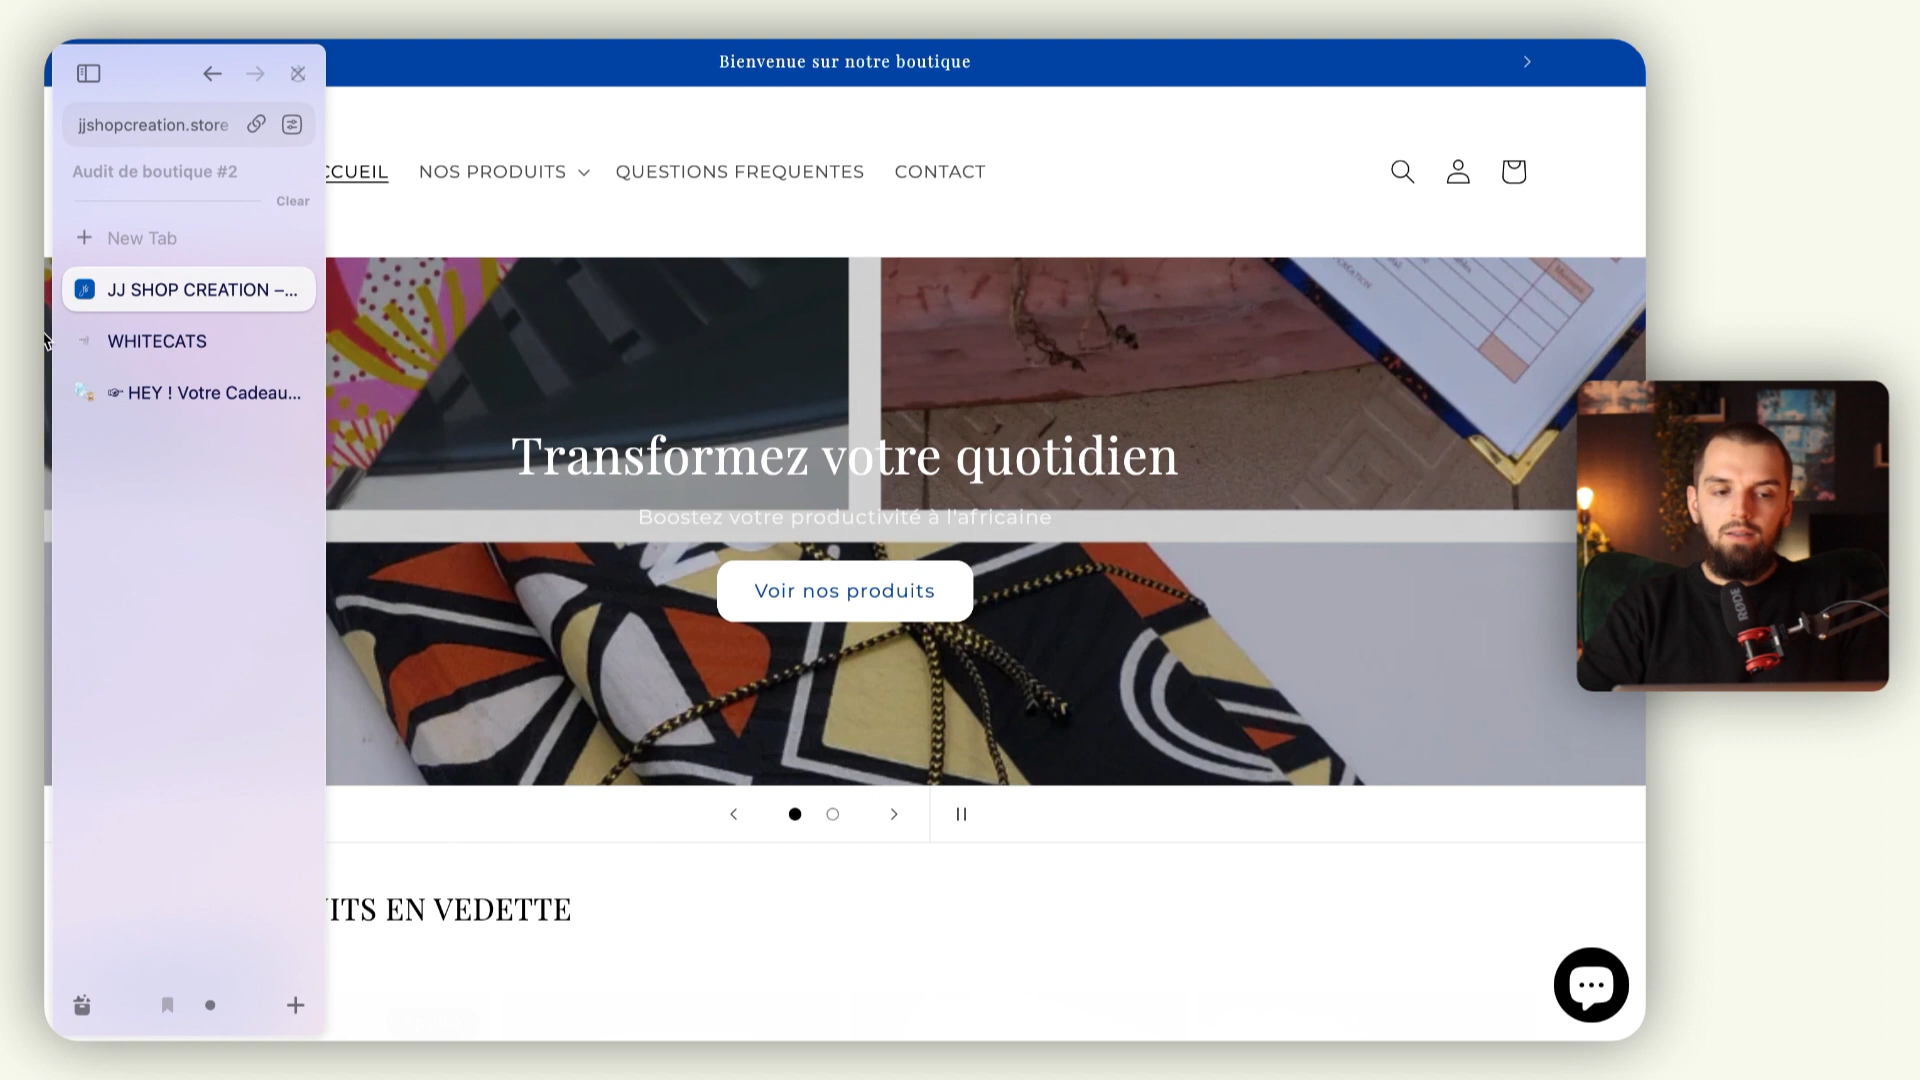 Bienvenue sur notre boutique
jjshopcreation.store
Audit de boutique #2
Clear
New Tab
JJ SHOP CREATION –...
WHITECATS
☞ HEY ! Votre Cadeau...
CCUEIL
NOS PRODUITS
QUESTIONS FREQUENTES
CONTACT
Transformez votre quotidien
Boostez votre productivité à l'africaine
Voir nos produits
ITS EN VEDETTE
RØDE